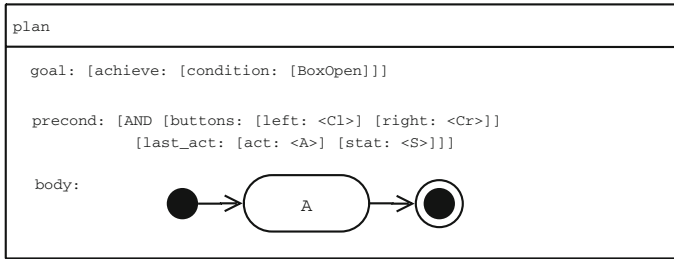 plan
goal: [achieve: [condition: [BoxOpen]]]
precond: [AND [buttons: [left: <Cl>] [right: <Cr>]]
[last_act: [act: <A>] [stat: <S>]]]
body:
A